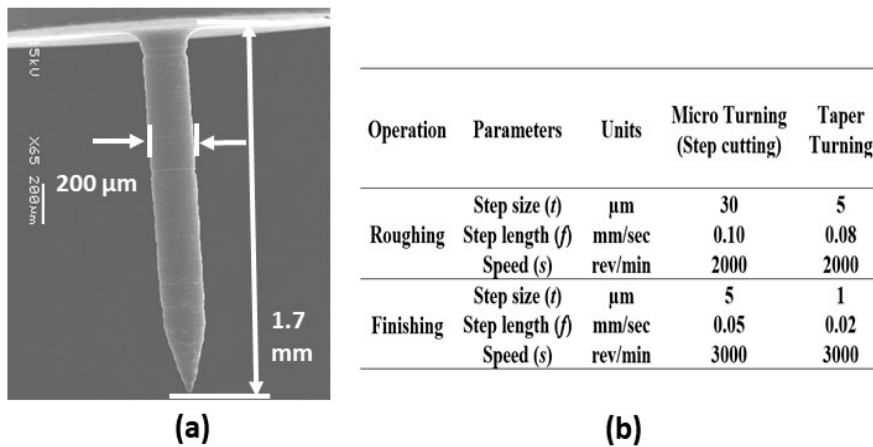 5kV
X65
200µm
200 µm
1.7
mm
(a)
Operation Parameters Units Micro Turning (Step cutting) Taper Turning
Roughing Step size (t) µm 30 5
Step length (f) mm/sec 0.10 0.08
Speed (s) rev/min 2000 2000
Finishing Step size (t) µm 5 1
Step length (f) mm/sec 0.05 0.02
Speed (s) rev/min 3000 3000
(b)